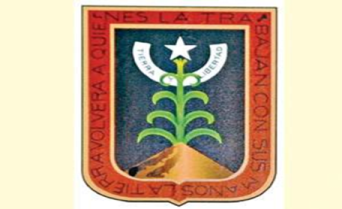 LA TIERRA VOLVERA A QUIENES LA TRABAJAN CON SUS MANOS
TIERRA Y LIBERTAD